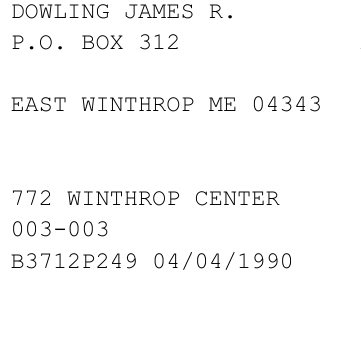 DOWLING JAMES R.
P.O. BOX 312
EAST WINTHROP ME 04343
772 WINTHROP CENTER
003-003
B3712P249 04/04/1990